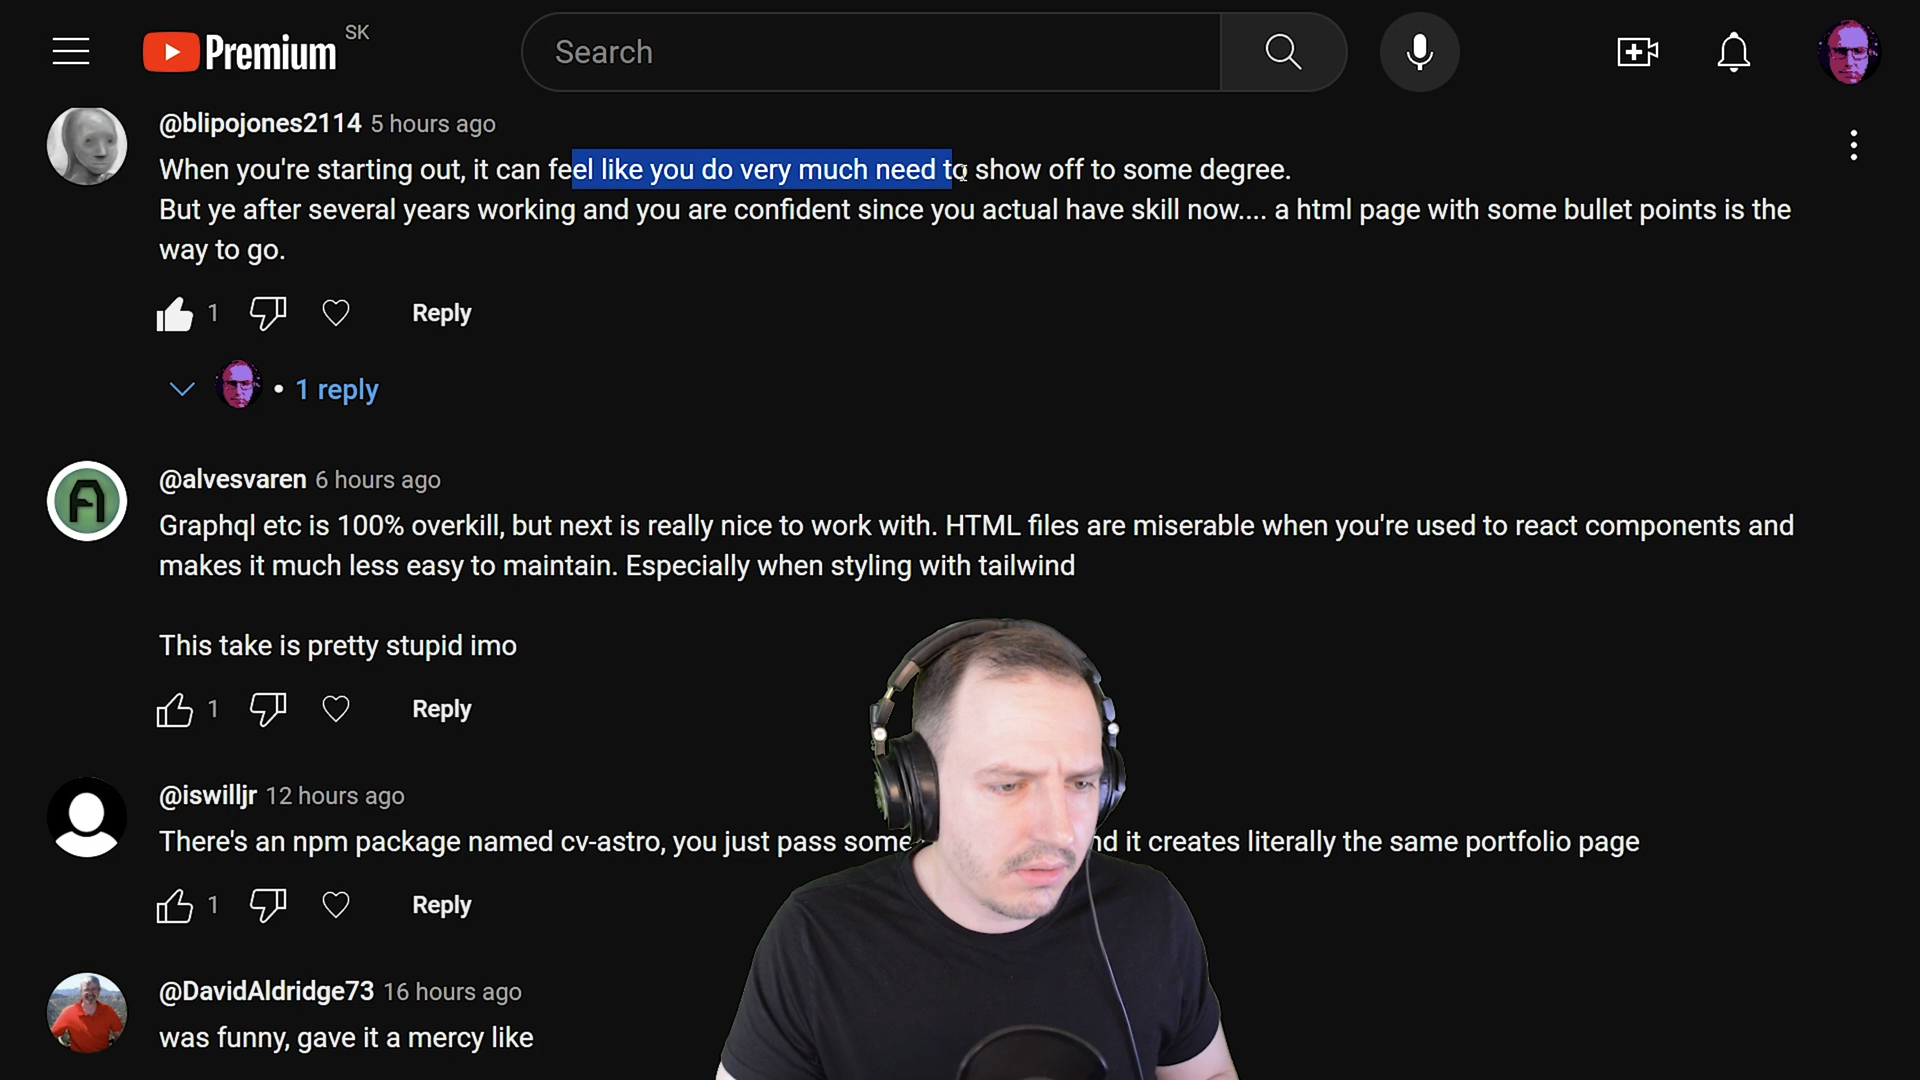 Premium SK
Search
@blipojones2114 5 hours ago
When you're starting out, it can feel like you do very much need to show off to some degree.
But ye after several years working and you are confident since you actual have skill now.... a html page with some bullet points is the
way to go.
1 Reply
• 1 reply
@alvesvaren 6 hours ago
Graphql etc is 100% overkill, but next is really nice to work with. HTML files are miserable when you're used to react components and
makes it much less easy to maintain. Especially when styling with tailwind
This take is pretty stupid imo
1 Reply
@iswilljr 12 hours ago
There's an npm package named cv-astro, you just pass some it creates literally the same portfolio page
1 Reply
@DavidAldridge73 16 hours ago
was funny, gave it a mercy like